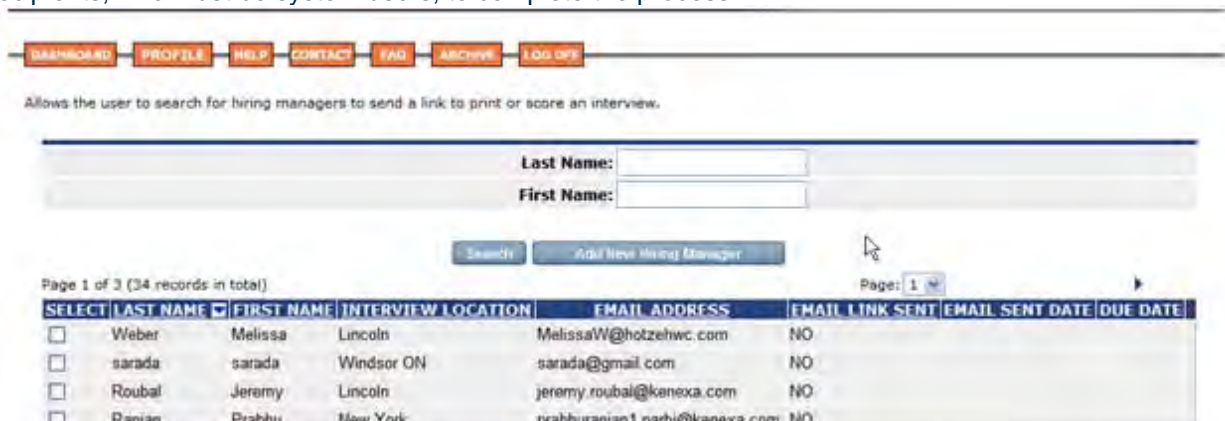 DASHBOARD PROFILE HELP CONTACT FAQ ARCHIVE LOG OFF
Allows the user to search for hiring managers to send a link to print or score an interview.
Last Name:
First Name:
Search Add New Hiring Manager
Page 1 of 3 (34 records in total) Page: 1
SELECT LAST NAME FIRST NAME INTERVIEW LOCATION EMAIL ADDRESS EMAIL LINK SENT EMAIL SENT DATE DUE DATE
Weber Melissa Lincoln MelissaW@hotzehwc.com NO
sarada sarada Windsor ON sarada@gmail.com NO
Roubal Jeremy Lincoln jeremy.roubal@kenexa.com NO
Ranjan Prabhu New York NO